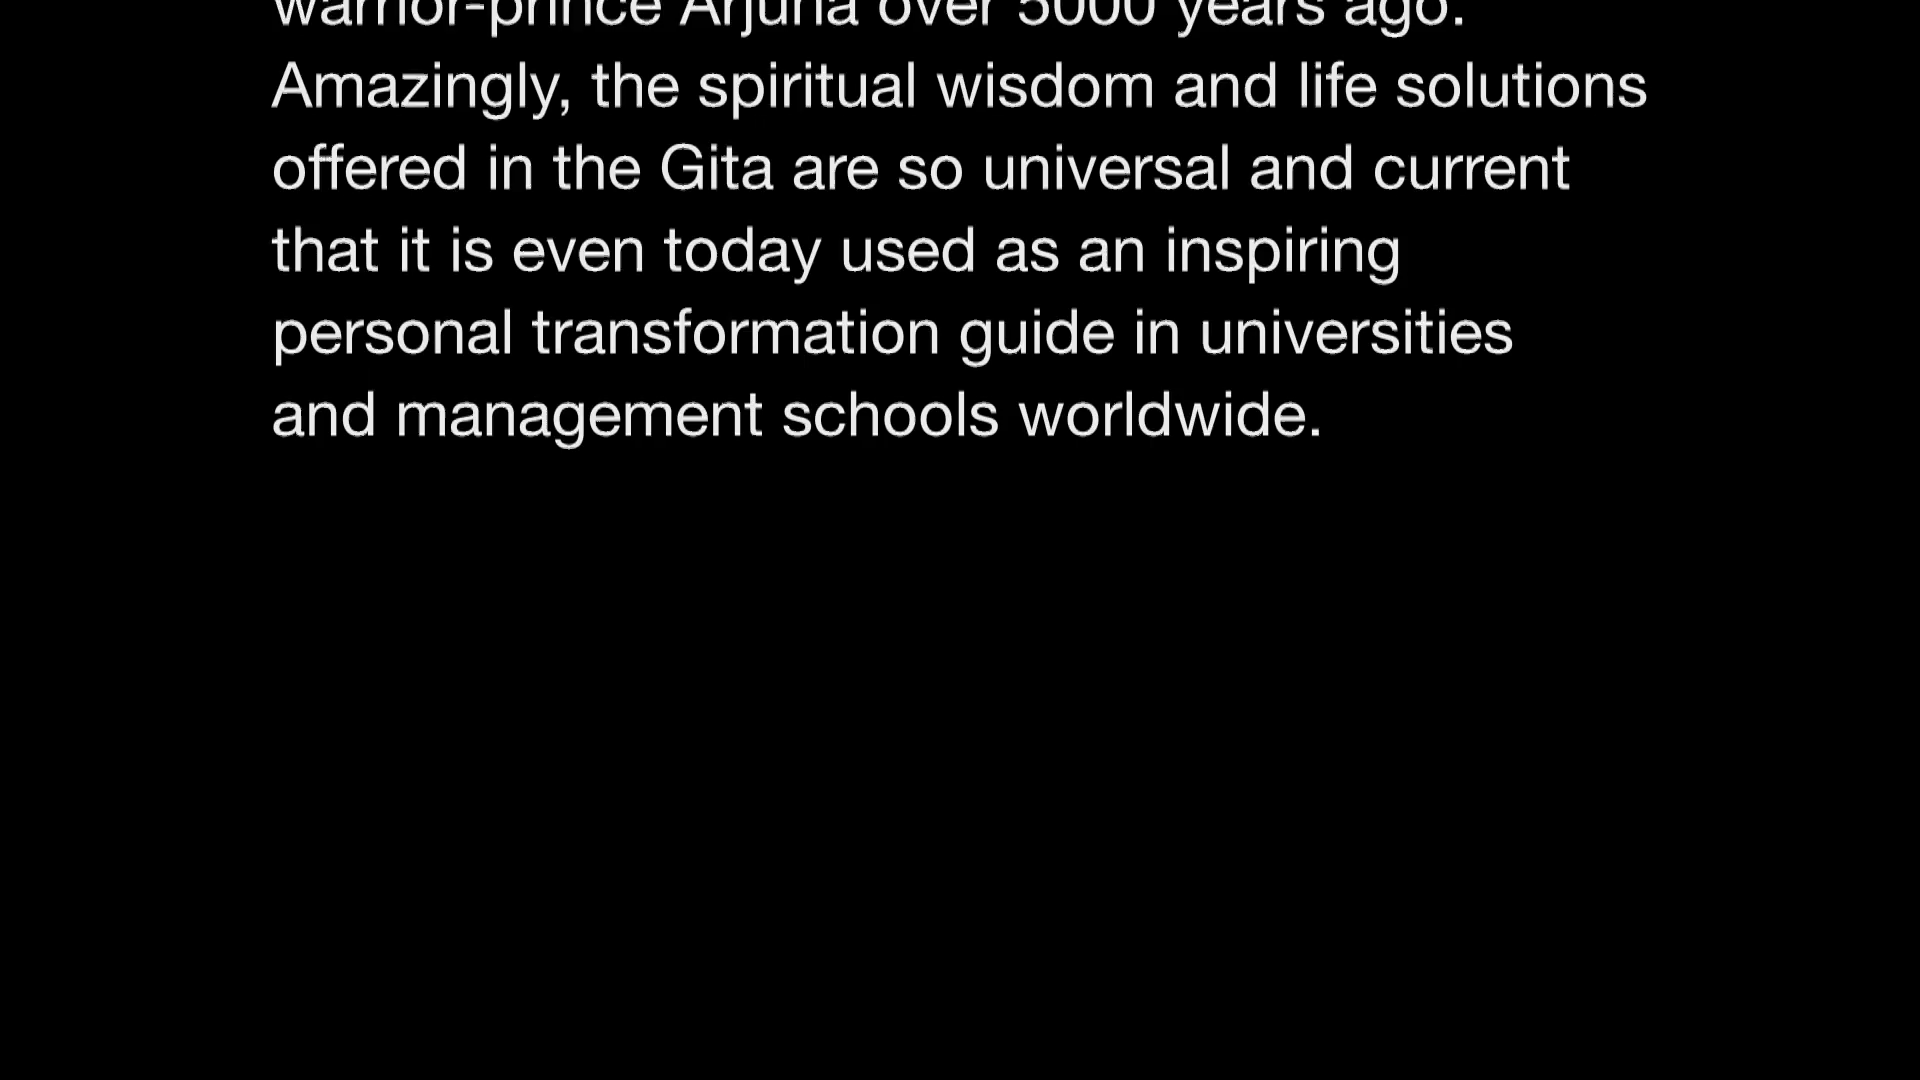 warrior-prince Arjuna over 5000 years ago.
Amazingly, the spiritual wisdom and life solutions
offered in the Gita are so universal and current
that it is even today used as an inspiring
personal transformation guide in universities
and management schools worldwide.